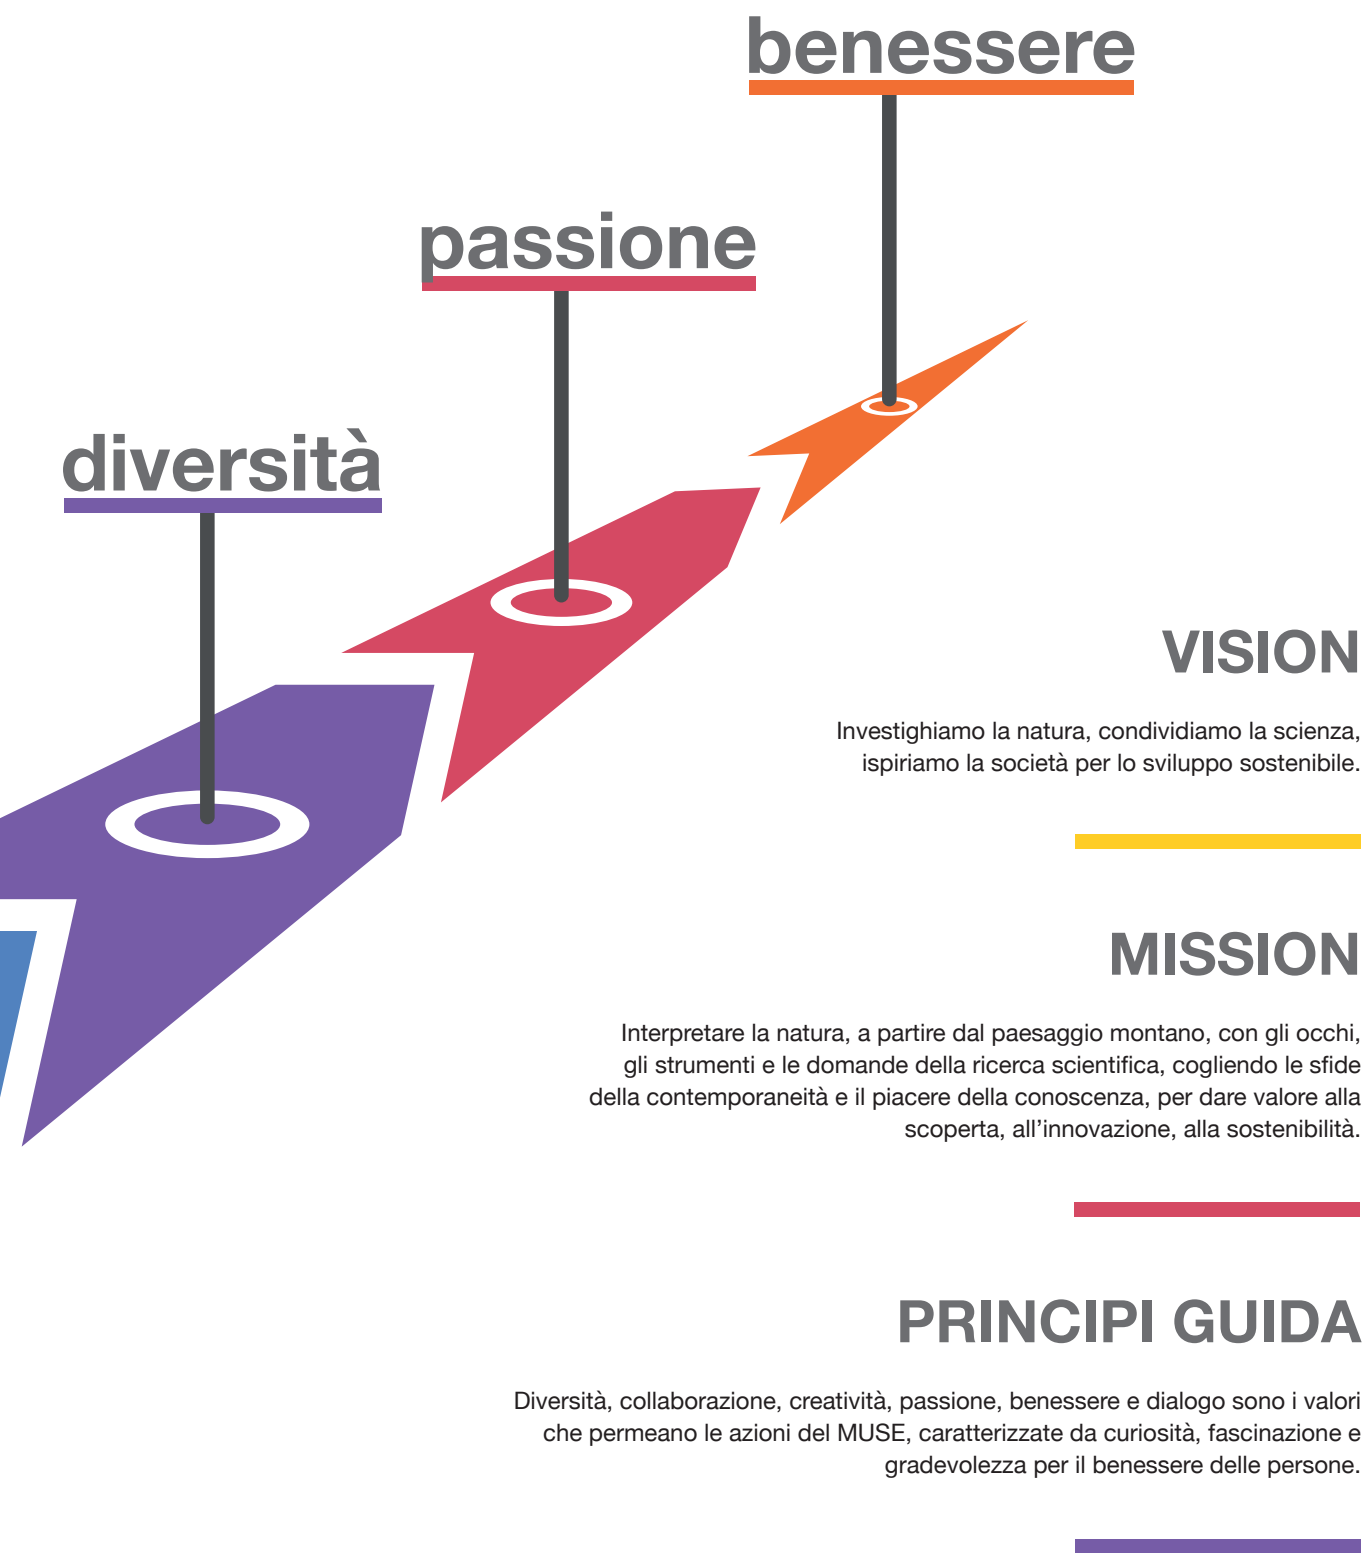 benessere
passione
diversità
VISION
Investighiamo la natura, condividiamo la scienza,
ispiriamo la società per lo sviluppo sostenibile.
MISSION
Interpretare la natura, a partire dal paesaggio montano, con gli occhi,
gli strumenti e le domande della ricerca scientifica, cogliendo le sfide
della contemporaneità e il piacere della conoscenza, per dare valore alla
scoperta, all’innovazione, alla sostenibilità.
PRINCIPI GUIDA
Diversità, collaborazione, creatività, passione, benessere e dialogo sono i valori
che permeano le azioni del MUSE, caratterizzate da curiosità, fascinazione e
gradevolezza per il benessere delle persone.